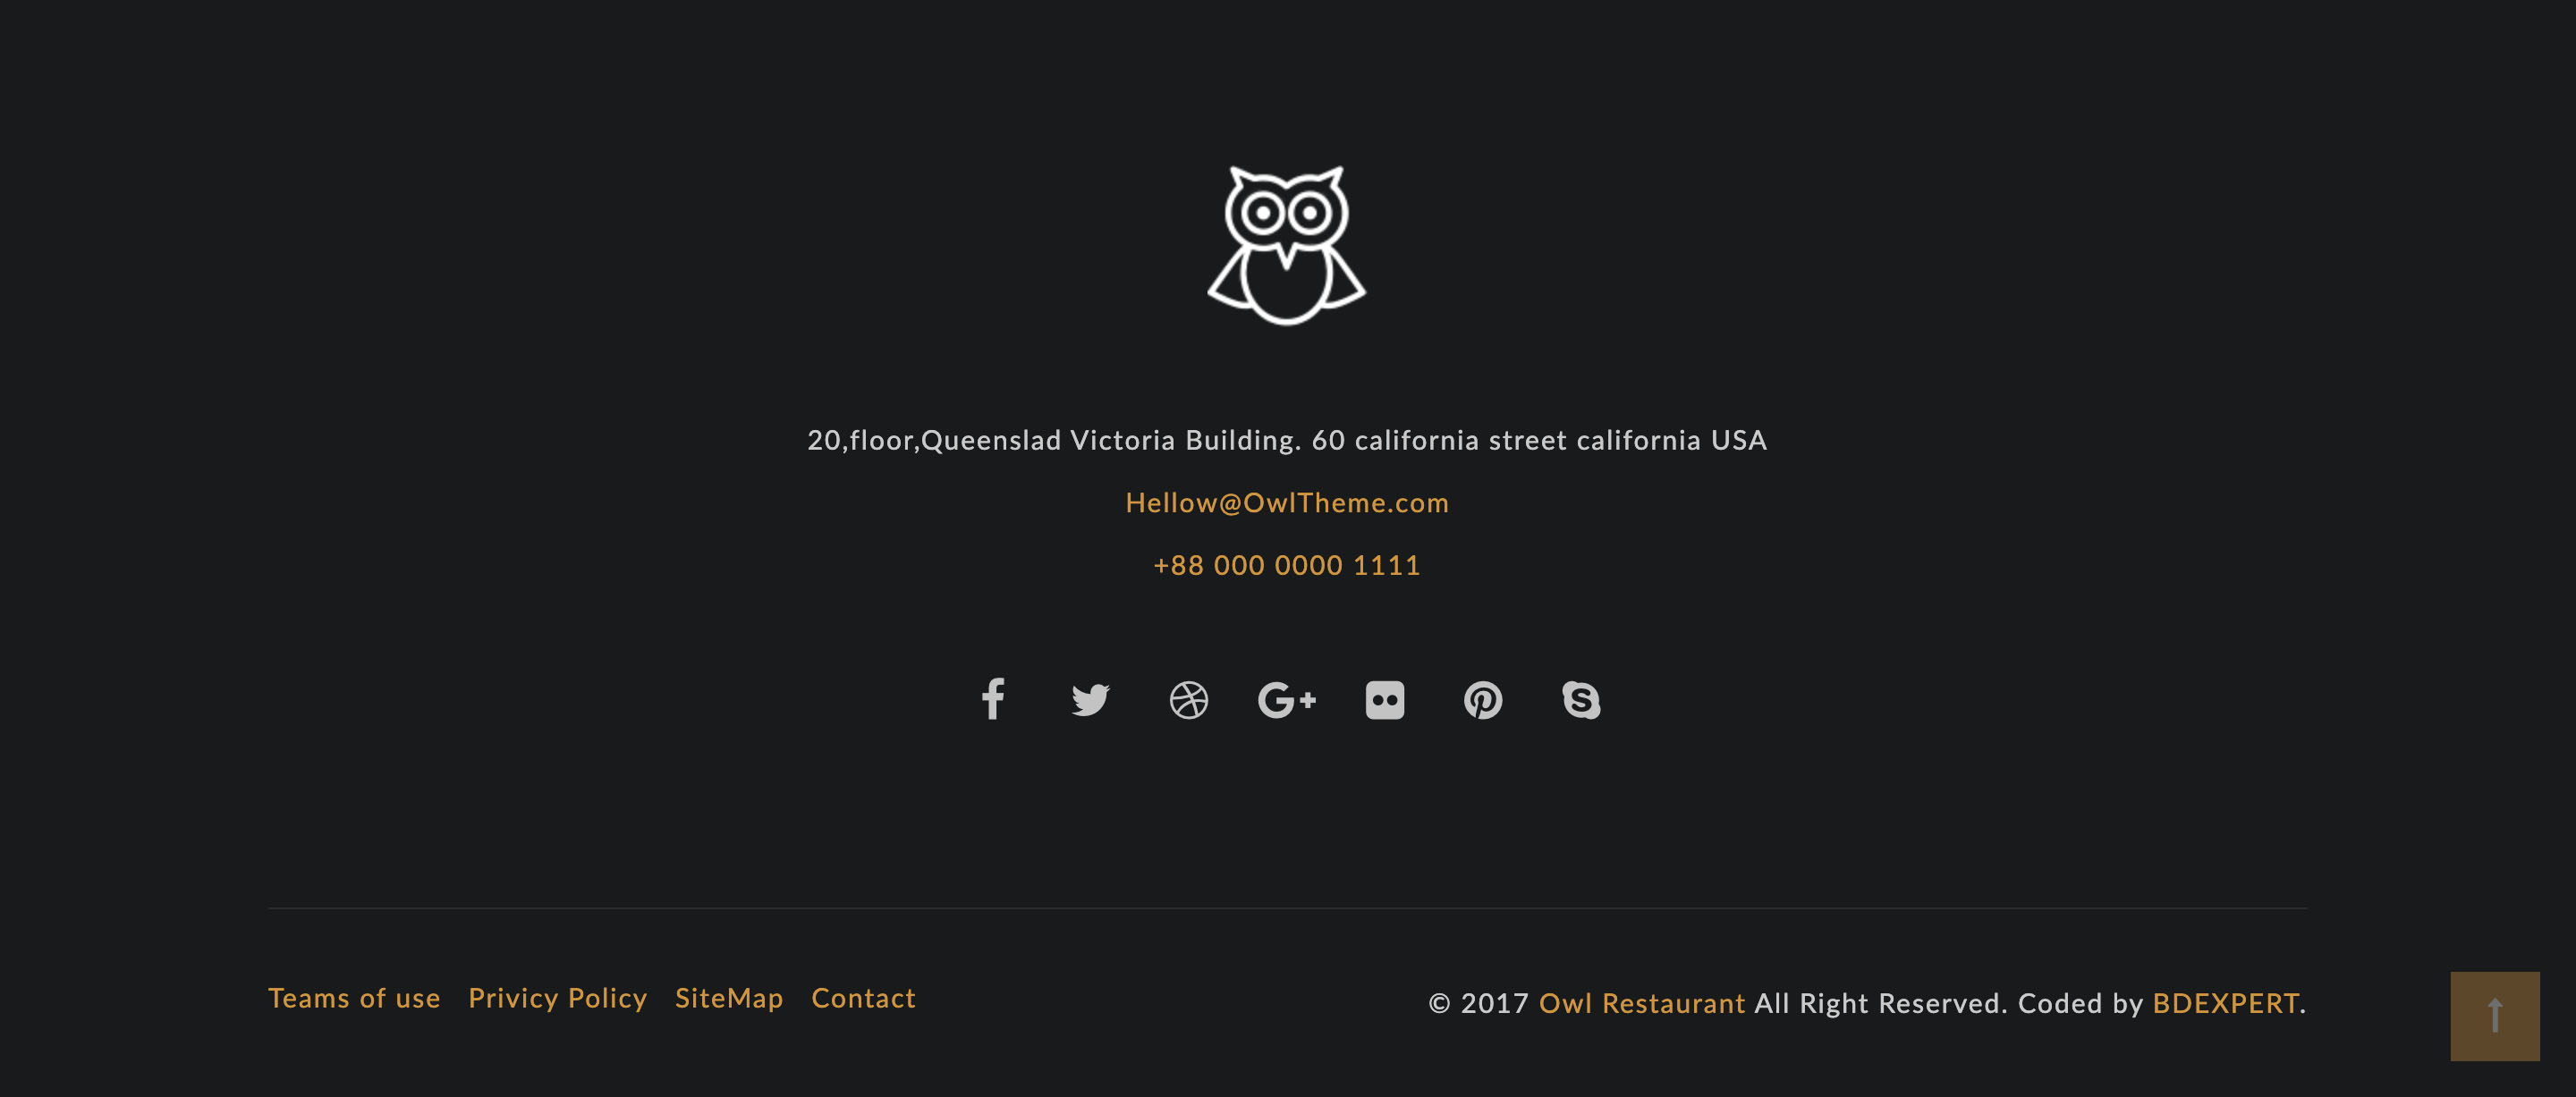 20,floor,Queenslad Victoria Building. 60 california street california USA
Hellow@OwlTheme.com
+88 000 0000 1111
Teams of use Privicy Policy SiteMap Contact
© 2017 Owl Restaurant All Right Reserved. Coded by BDEXPERT.